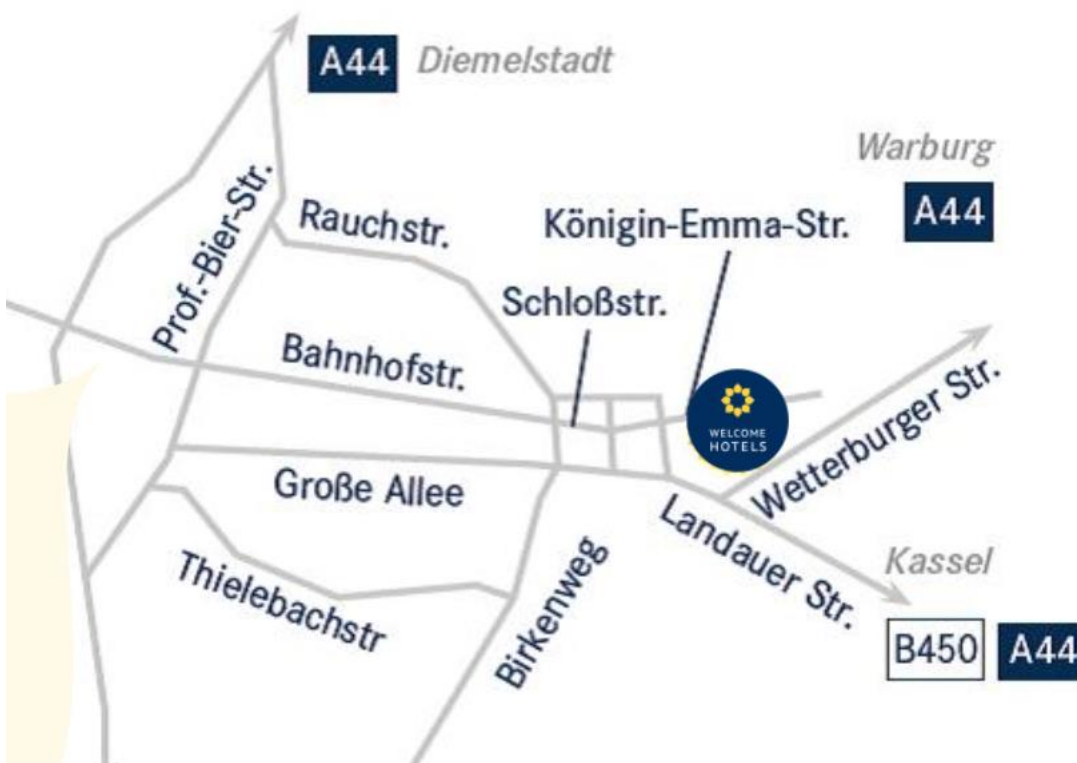 A44 Diemelstadt
Warburg
A44
Prof.-Bier-Str.
Rauchstr.
Königin-Emma-Str.
Schloßstr.
Bahnhofstr.
WELCOME
HOTELS
Wetterburger Str.
Große Allee
Landauer Str.
Thielebachstr
Birkenweg
Kassel
B450 A44